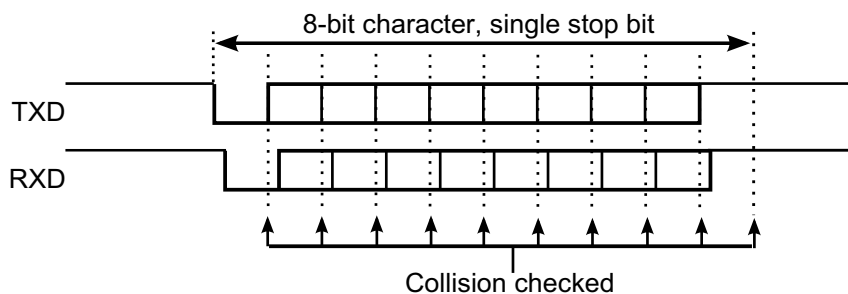 8-bit character, single stop bit
TXD
RXD
Collision checked